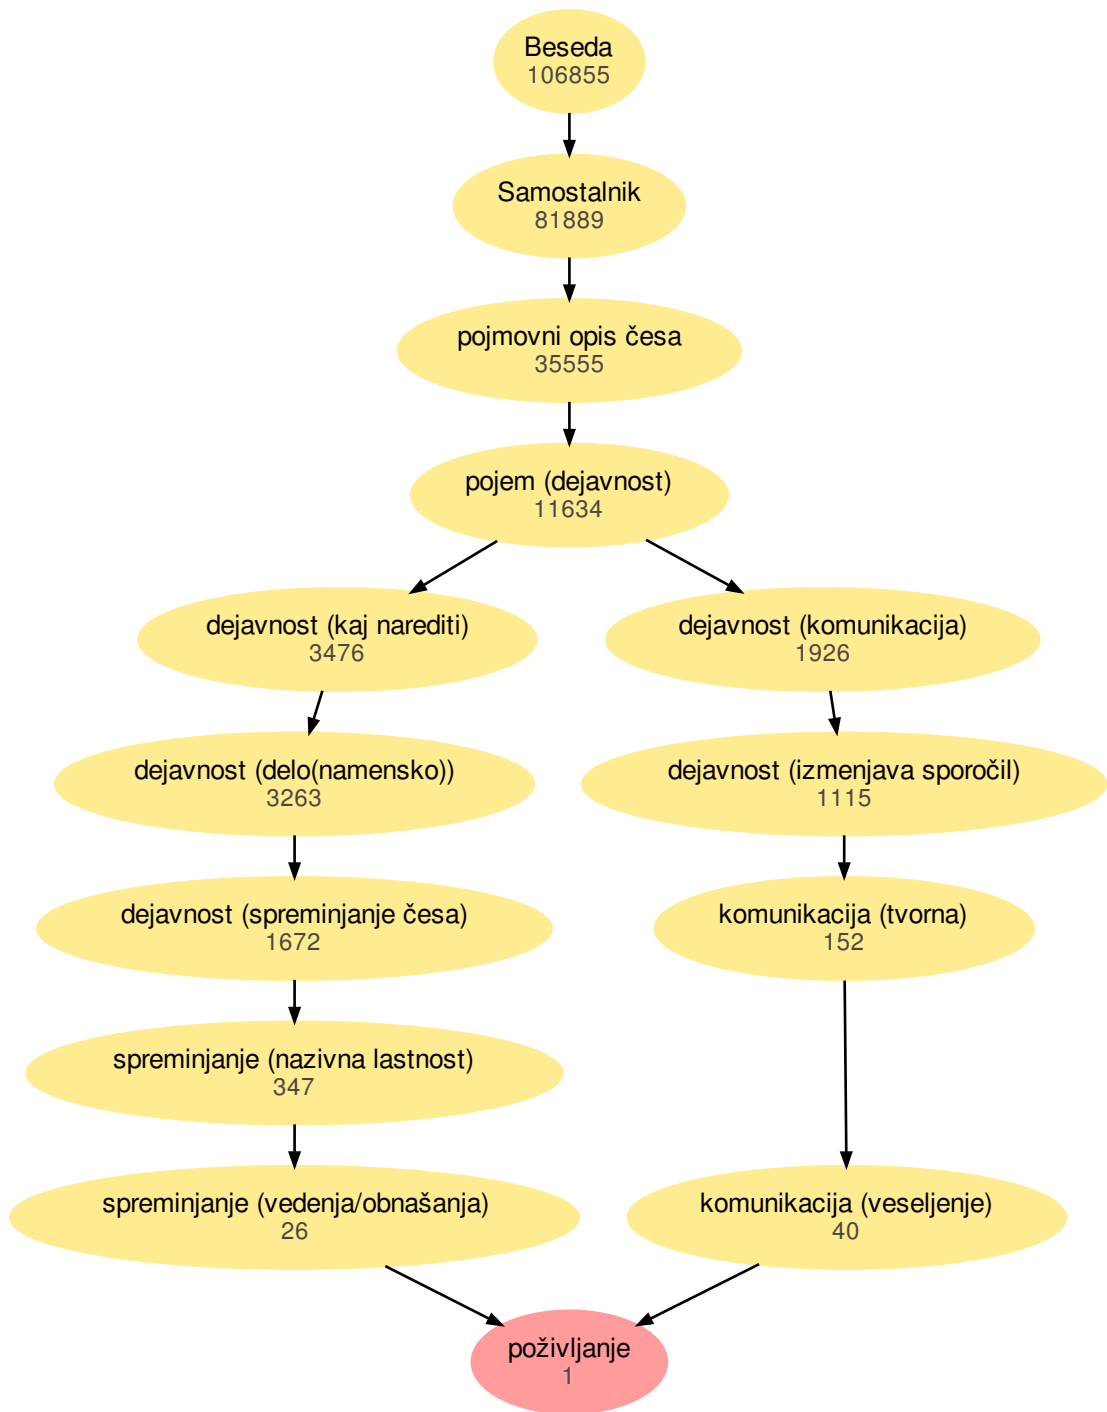 Beseda
106855
Samostalnik
81889
pojmovni opis česa
35555
pojem (dejavnost)
11634
dejavnost (kaj narediti)
3476
dejavnost (komunikacija)
1926
dejavnost (delo(namensko))
3263
dejavnost (izmenjava sporočil)
1115
dejavnost (spreminjanje česa)
1672
komunikacija (tvorna)
152
spreminjanje (nazivna lastnost)
347
spreminjanje (vedenja/obnašanja)
26
komunikacija (veseljenje)
40
poživljanje
1